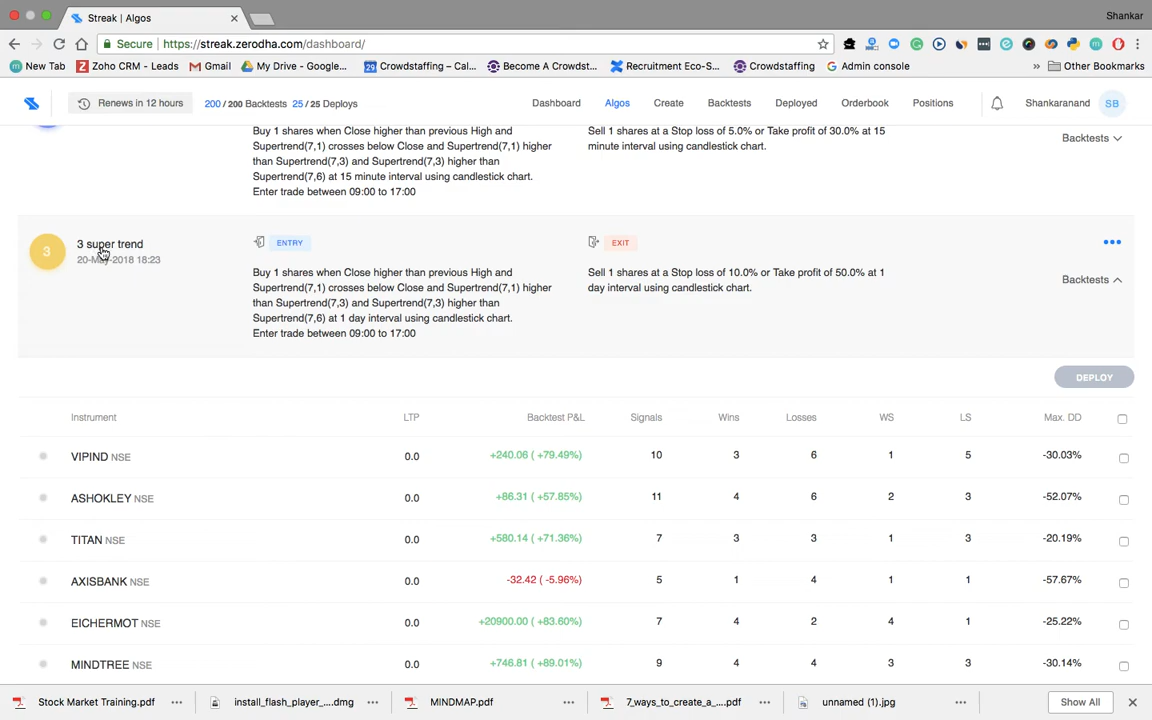 Streak | Algos
Shankar
Secure | https://streak.zerodha.com/dashboard/
New Tab Zoho CRM - Leads Gmail My Drive - Google... Crowdstaffing – Cal... Become A Crowdst... Recruitment Eco-S... Crowdstaffing Admin console » Other Bookmarks
Renews in 12 hours 200 / 200 Backtests 25 / 25 Deploys Dashboard Algos Create Backtests Deployed Orderbook Positions Shankaranand SB
Buy 1 shares when Close higher than previous High and
Supertrend(7,1) crosses below Close and Supertrend(7,1) higher
than Supertrend(7,3) and Supertrend(7,3) higher than
Supertrend(7,6) at 15 minute interval using candlestick chart.
Enter trade between 09:00 to 17:00
Sell 1 shares at a Stop loss of 5.0% or Take profit of 30.0% at 15
minute interval using candlestick chart.
Backtests
3
3 super trend
20-May-2018 18:23
ENTRY
Buy 1 shares when Close higher than previous High and
Supertrend(7,1) crosses below Close and Supertrend(7,1) higher
than Supertrend(7,3) and Supertrend(7,3) higher than
Supertrend(7,6) at 1 day interval using candlestick chart.
Enter trade between 09:00 to 17:00
EXIT
Sell 1 shares at a Stop loss of 10.0% or Take profit of 50.0% at 1
day interval using candlestick chart.
Backtests
DEPLOY
Instrument LTP Backtest P&L Signals Wins Losses WS LS Max. DD
VIPIND NSE 0.0 +240.06 ( +79.49%) 10 3 6 1 5 -30.03%
ASHOKLEY NSE 0.0 +86.31 ( +57.85%) 11 4 6 2 3 -52.07%
TITAN NSE 0.0 +580.14 ( +71.36%) 7 3 3 1 3 -20.19%
AXISBANK NSE 0.0 -32.42 ( -5.96%) 5 1 4 1 1 -57.67%
EICHERMOT NSE 0.0 +20900.00 ( +83.60%) 7 4 2 4 1 -25.22%
MINDTREE NSE 0.0 +746.81 ( +89.01%) 9 4 4 3 3 -30.14%
Stock Market Training.pdf install_flash_player_....dmg MINDMAP.pdf 7_ways_to_create_a_....pdf unnamed (1).jpg Show All